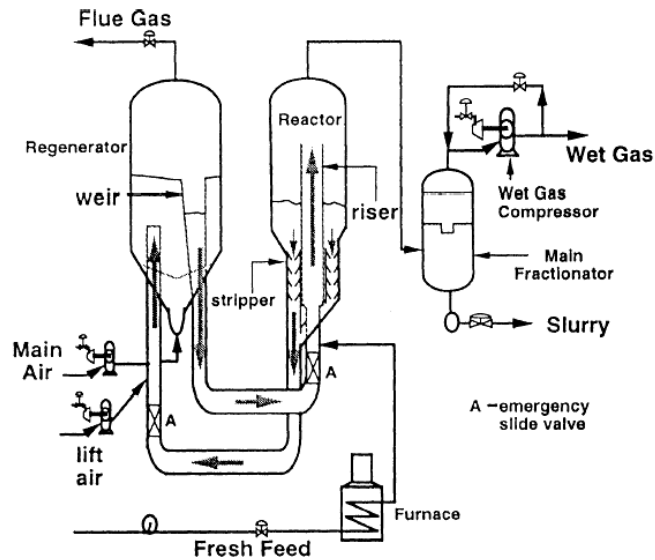 Flue Gas
Reactor
Regenerator
weir
riser
Wet Gas
Wet Gas
Compressor
Main
Fractionator
stripper
Slurry
Main
Air
A
A
A -emergency
slide valve
lift
air
Furnace
Fresh Feed